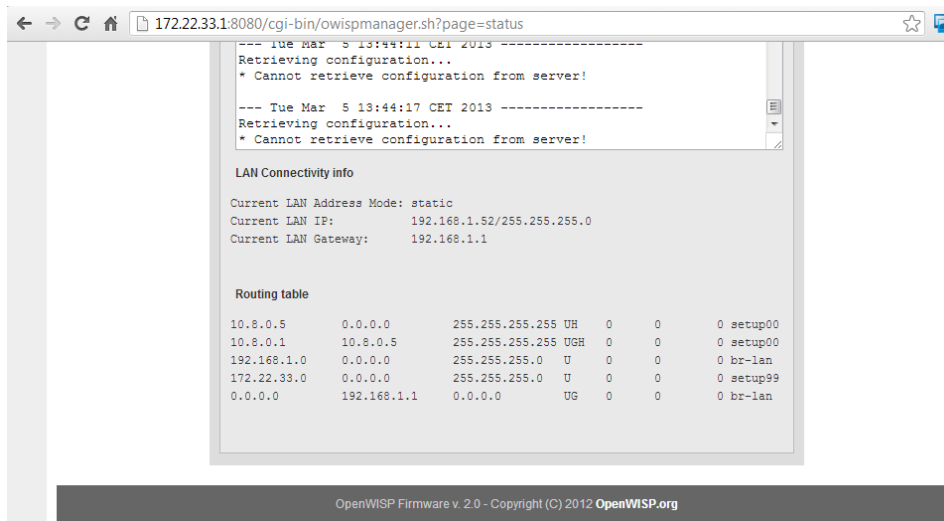 172.22.33.1:8080/cgi-bin/owispmanager.sh?page=status
--- Tue Mar  5 13:44:11 CET 2013 ------------------
Retrieving configuration...
* Cannot retrieve configuration from server!
--- Tue Mar  5 13:44:17 CET 2013 ------------------
Retrieving configuration...
* Cannot retrieve configuration from server!
LAN Connectivity info
Current LAN Address Mode: static
Current LAN IP: 192.168.1.52/255.255.255.0
Current LAN Gateway: 192.168.1.1
Routing table
10.8.0.5 0.0.0.0 255.255.255.255 UH 0 0 0 setup00
10.8.0.1 10.8.0.5 255.255.255.255 UGH 0 0 0 setup00
192.168.1.0 0.0.0.0 255.255.255.0 U 0 0 0 br-lan
172.22.33.0 0.0.0.0 255.255.255.0 U 0 0 0 setup99
0.0.0.0 192.168.1.1 0.0.0.0 UG 0 0 0 br-lan
OpenWISP Firmware v. 2.0 - Copyright (C) 2012 OpenWISP.org